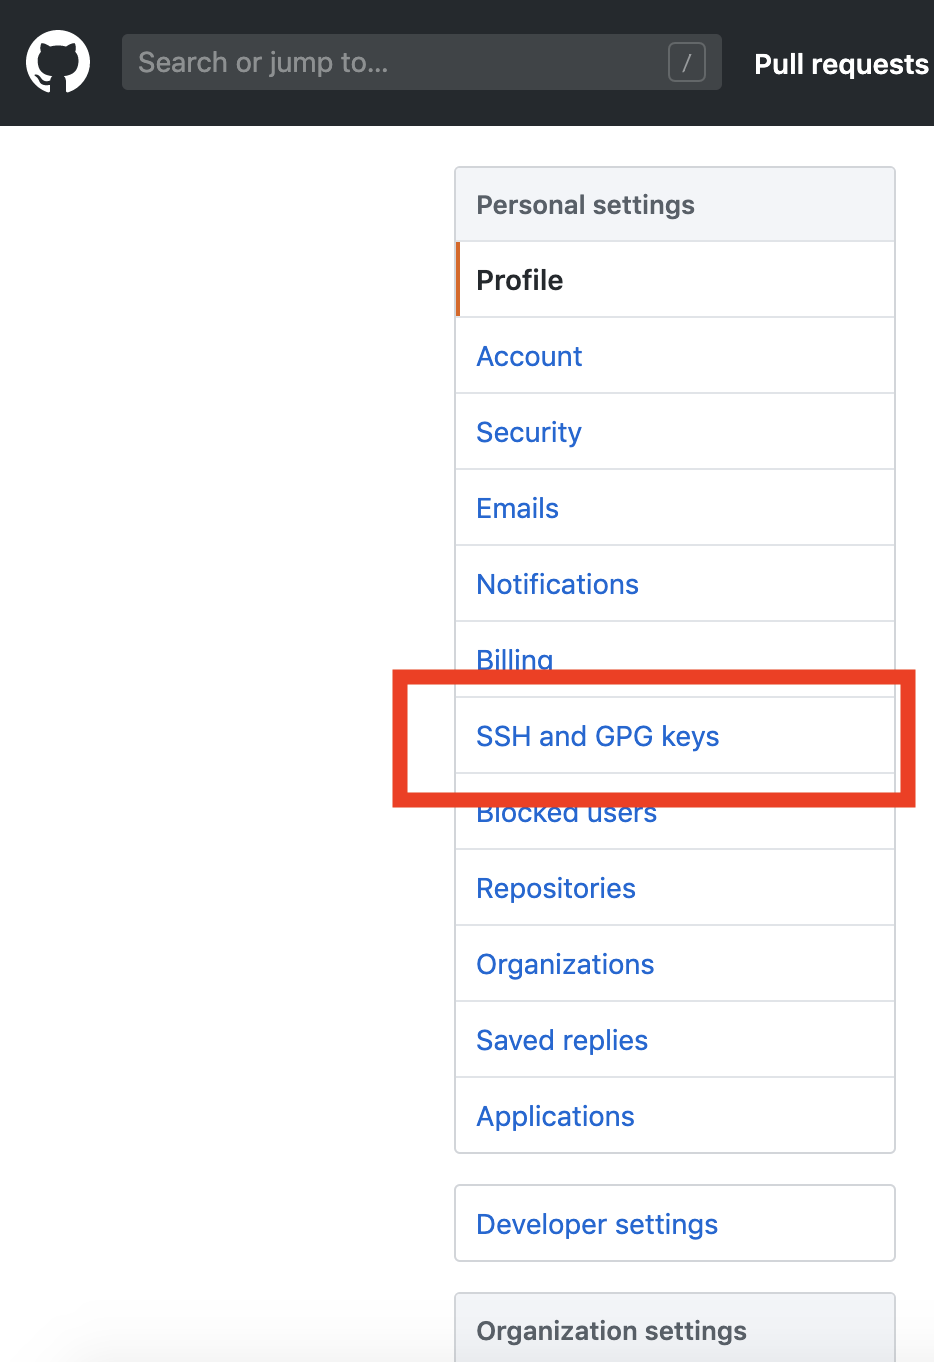 Search or jump to...
/
Pull requests
Personal settings
Profile
Account
Security
Emails
Notifications
Billing
SSH and GPG keys
Blocked users
Repositories
Organizations
Saved replies
Applications
Developer settings
Organization settings